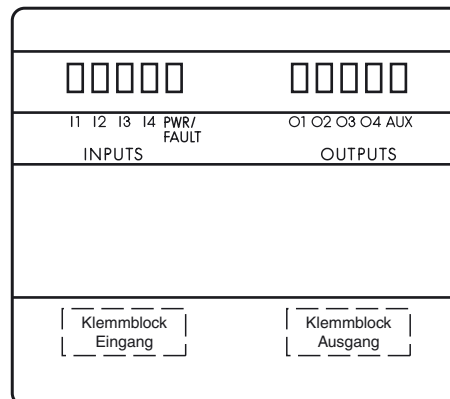 I1 I2 I3 I4 PWR/
FAULT
INPUTS
O1 O2 O3 O4 AUX
OUTPUTS
Klemmblock
Eingang
Klemmblock
Ausgang